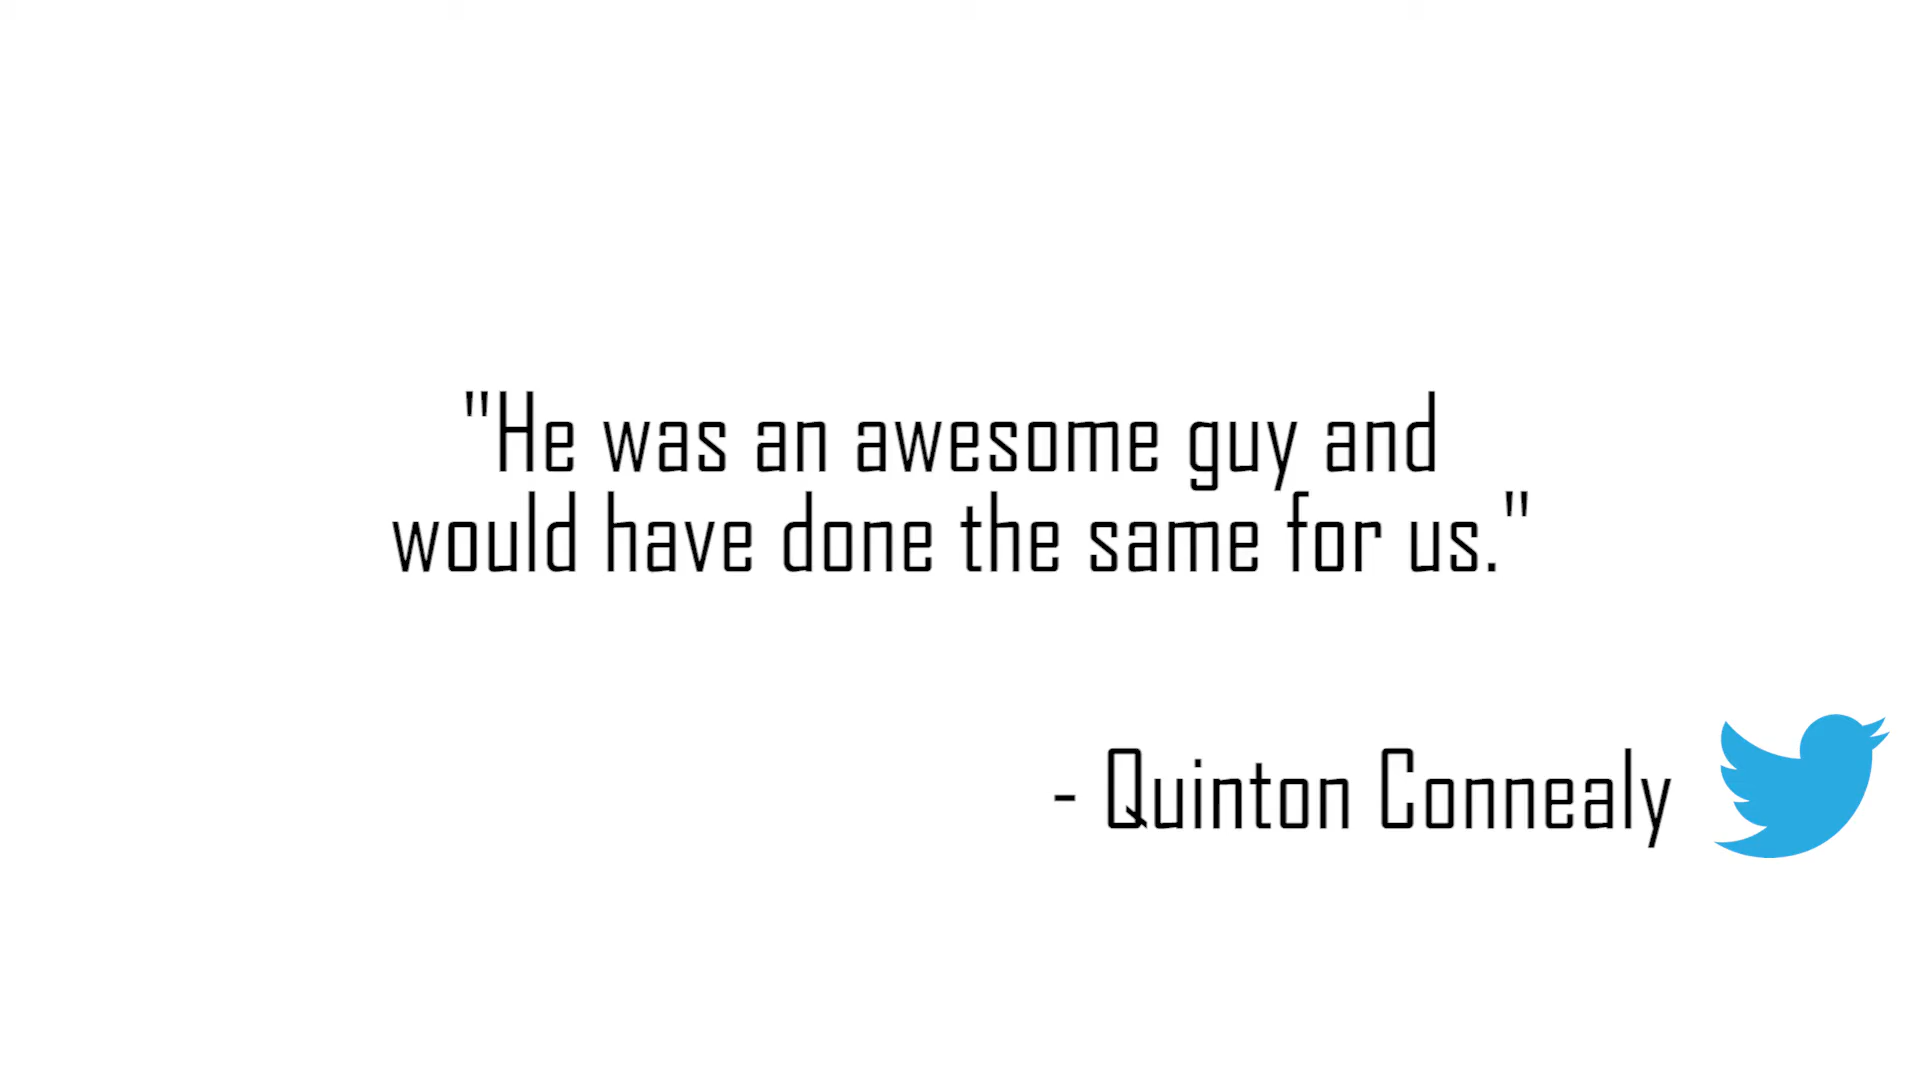 "He was an awesome guy and
would have done the same for us."
- Quinton Connealy